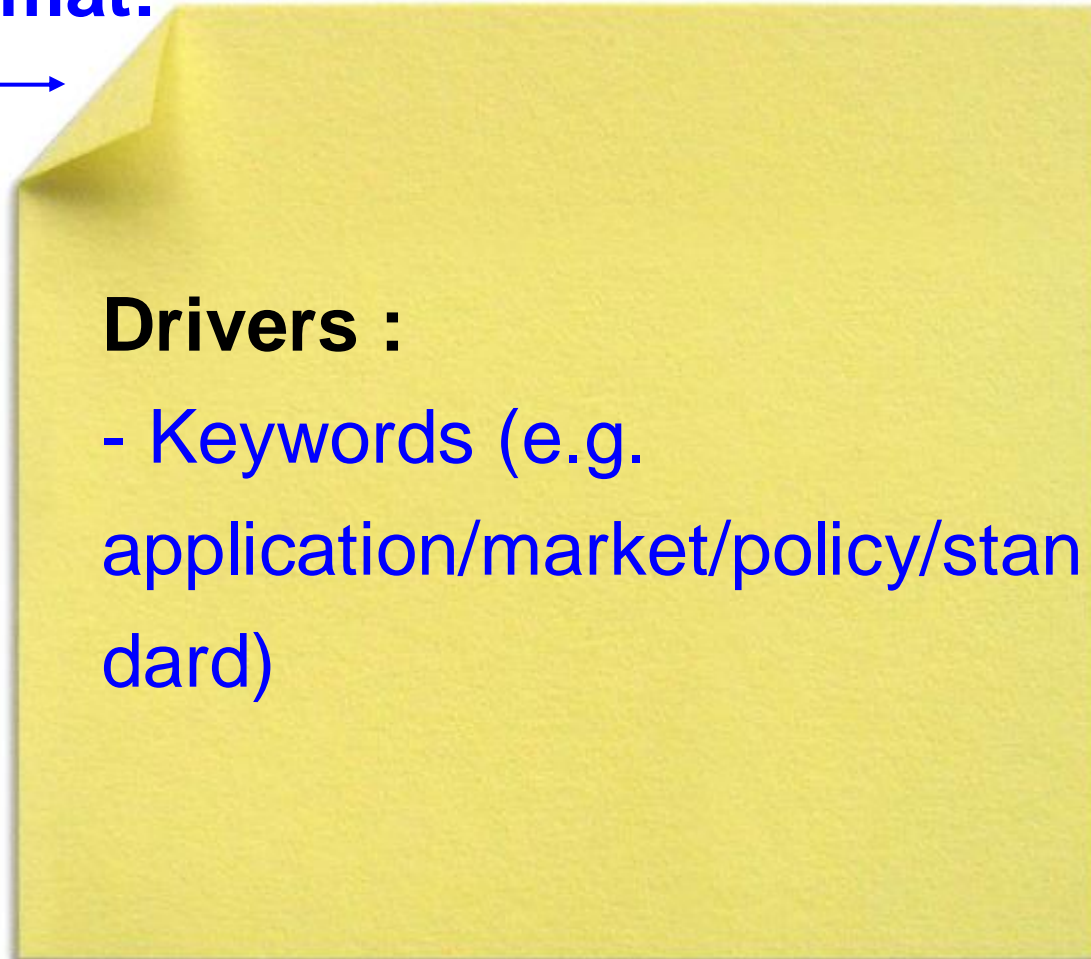 Drivers :
- Keywords (e.g.
application/market/policy/stan
dard)